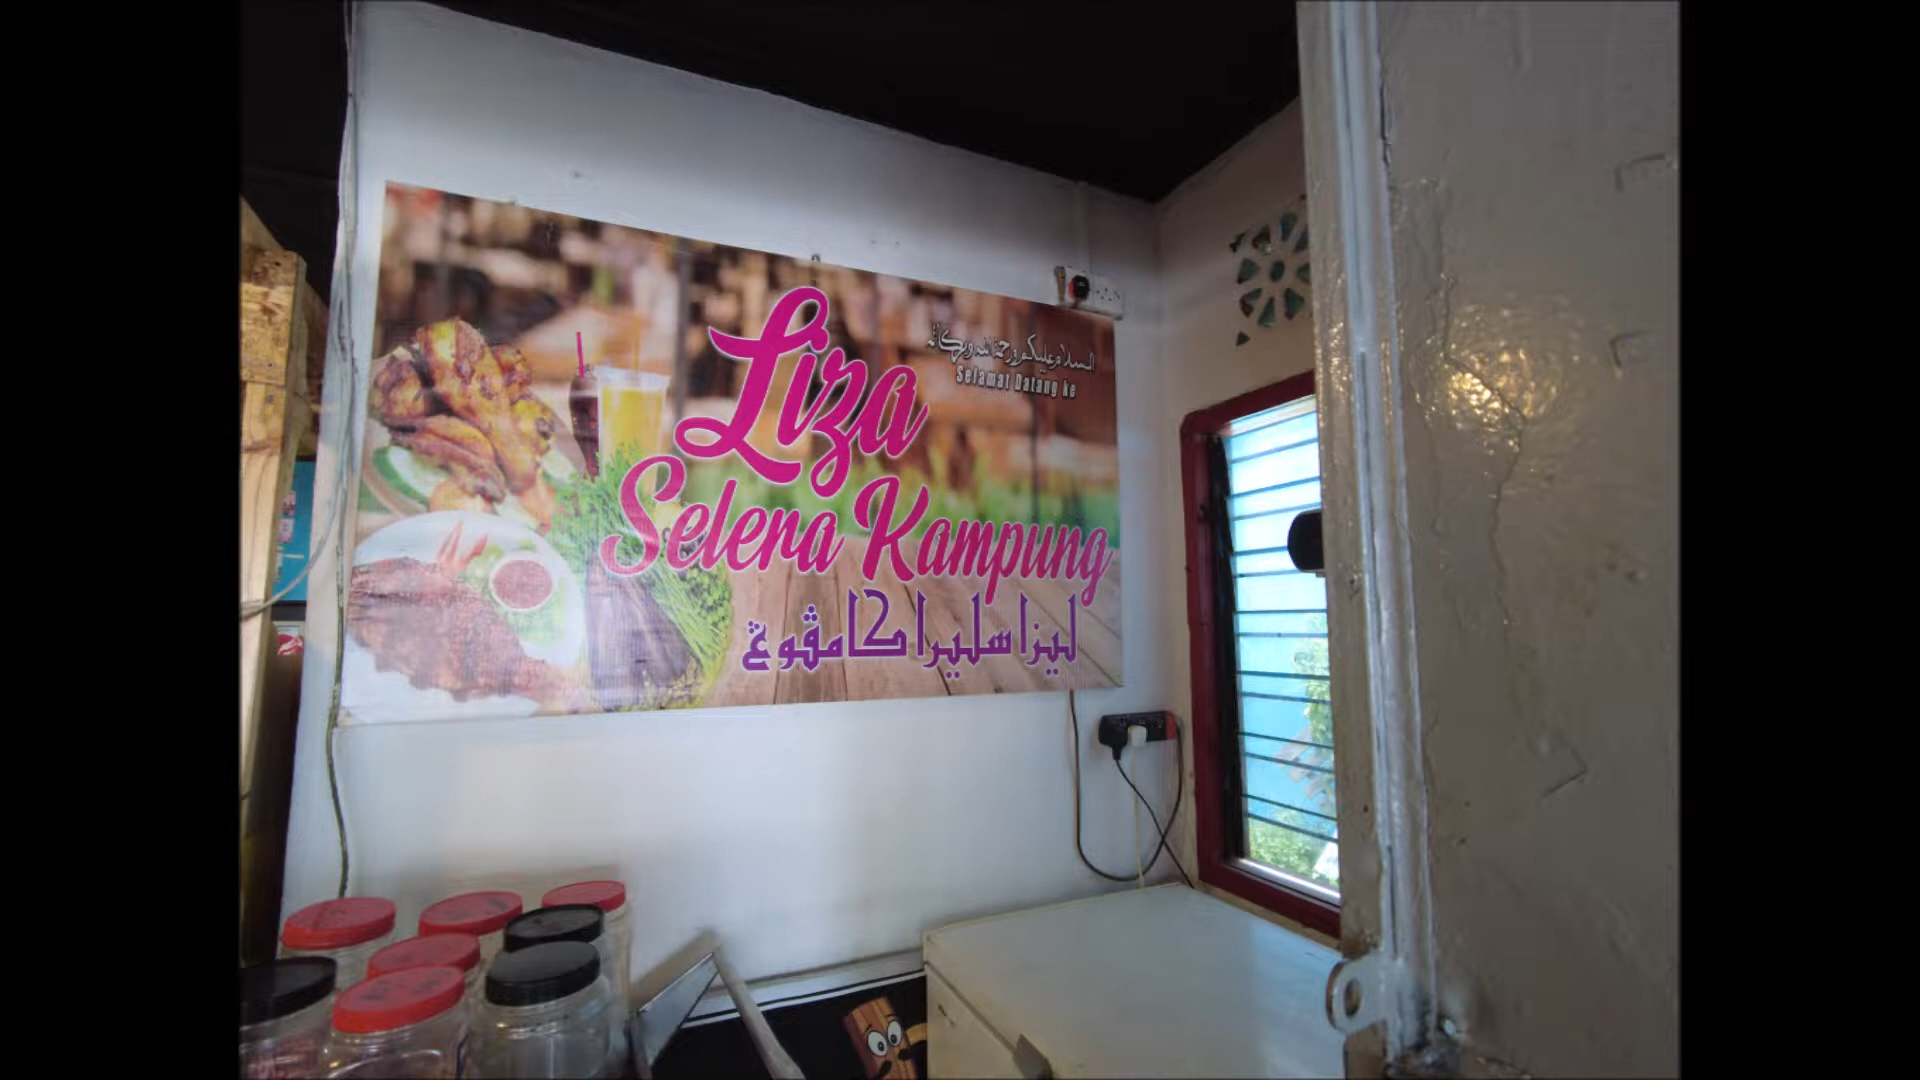 السلام عليكم ورحمة الله وبركاته
Selamat Datang ke
Liza
Selera Kampung
ليزا سليرا كامڤوڠ